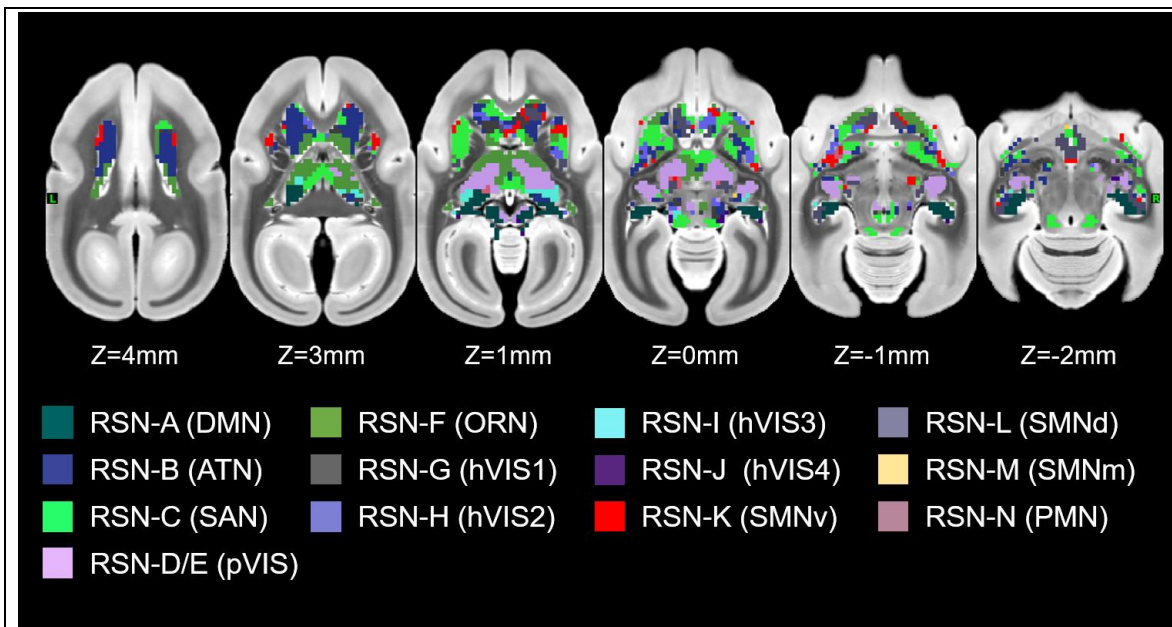 L
R
Z=4mm Z=3mm Z=1mm Z=0mm Z=-1mm Z=-2mm
RSN-A (DMN) RSN-F (ORN) RSN-I (hVIS3) RSN-L (SMNd)
RSN-B (ATN) RSN-G (hVIS1) RSN-J (hVIS4) RSN-M (SMNm)
RSN-C (SAN) RSN-H (hVIS2) RSN-K (SMNv) RSN-N (PMN)
RSN-D/E (pVIS)